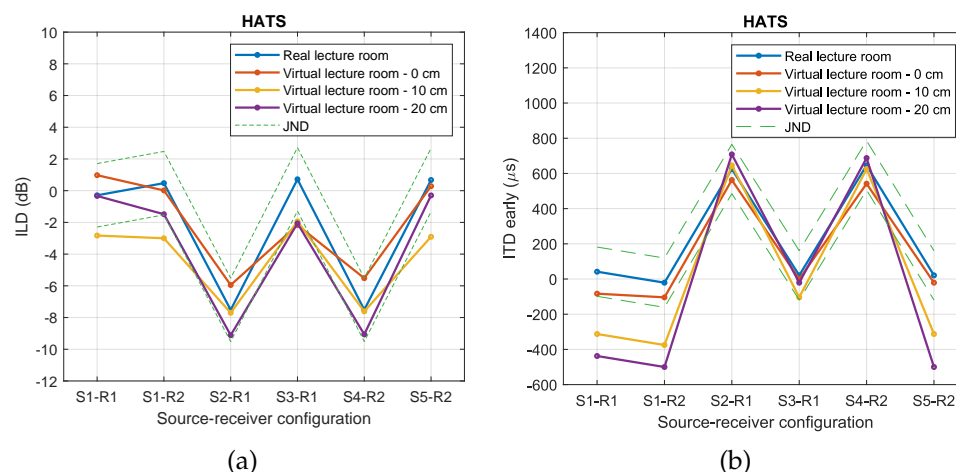 HATS
10
8
6
4
2
0
-2
-4
-6
-8
-10
-12
ILD (dB)
Real lecture room
Virtual lecture room - 0 cm
Virtual lecture room - 10 cm
Virtual lecture room - 20 cm
JND
S1-R1 S1-R2 S2-R1 S3-R1 S4-R2 S5-R2
Source-receiver configuration
(a)
HATS
1400
1200
1000
800
600
400
200
0
-200
-400
-600
ITD early (μs)
Real lecture room
Virtual lecture room - 0 cm
Virtual lecture room - 10 cm
Virtual lecture room - 20 cm
JND
S1-R1 S1-R2 S2-R1 S3-R1 S4-R2 S5-R2
Source-receiver configuration
(b)